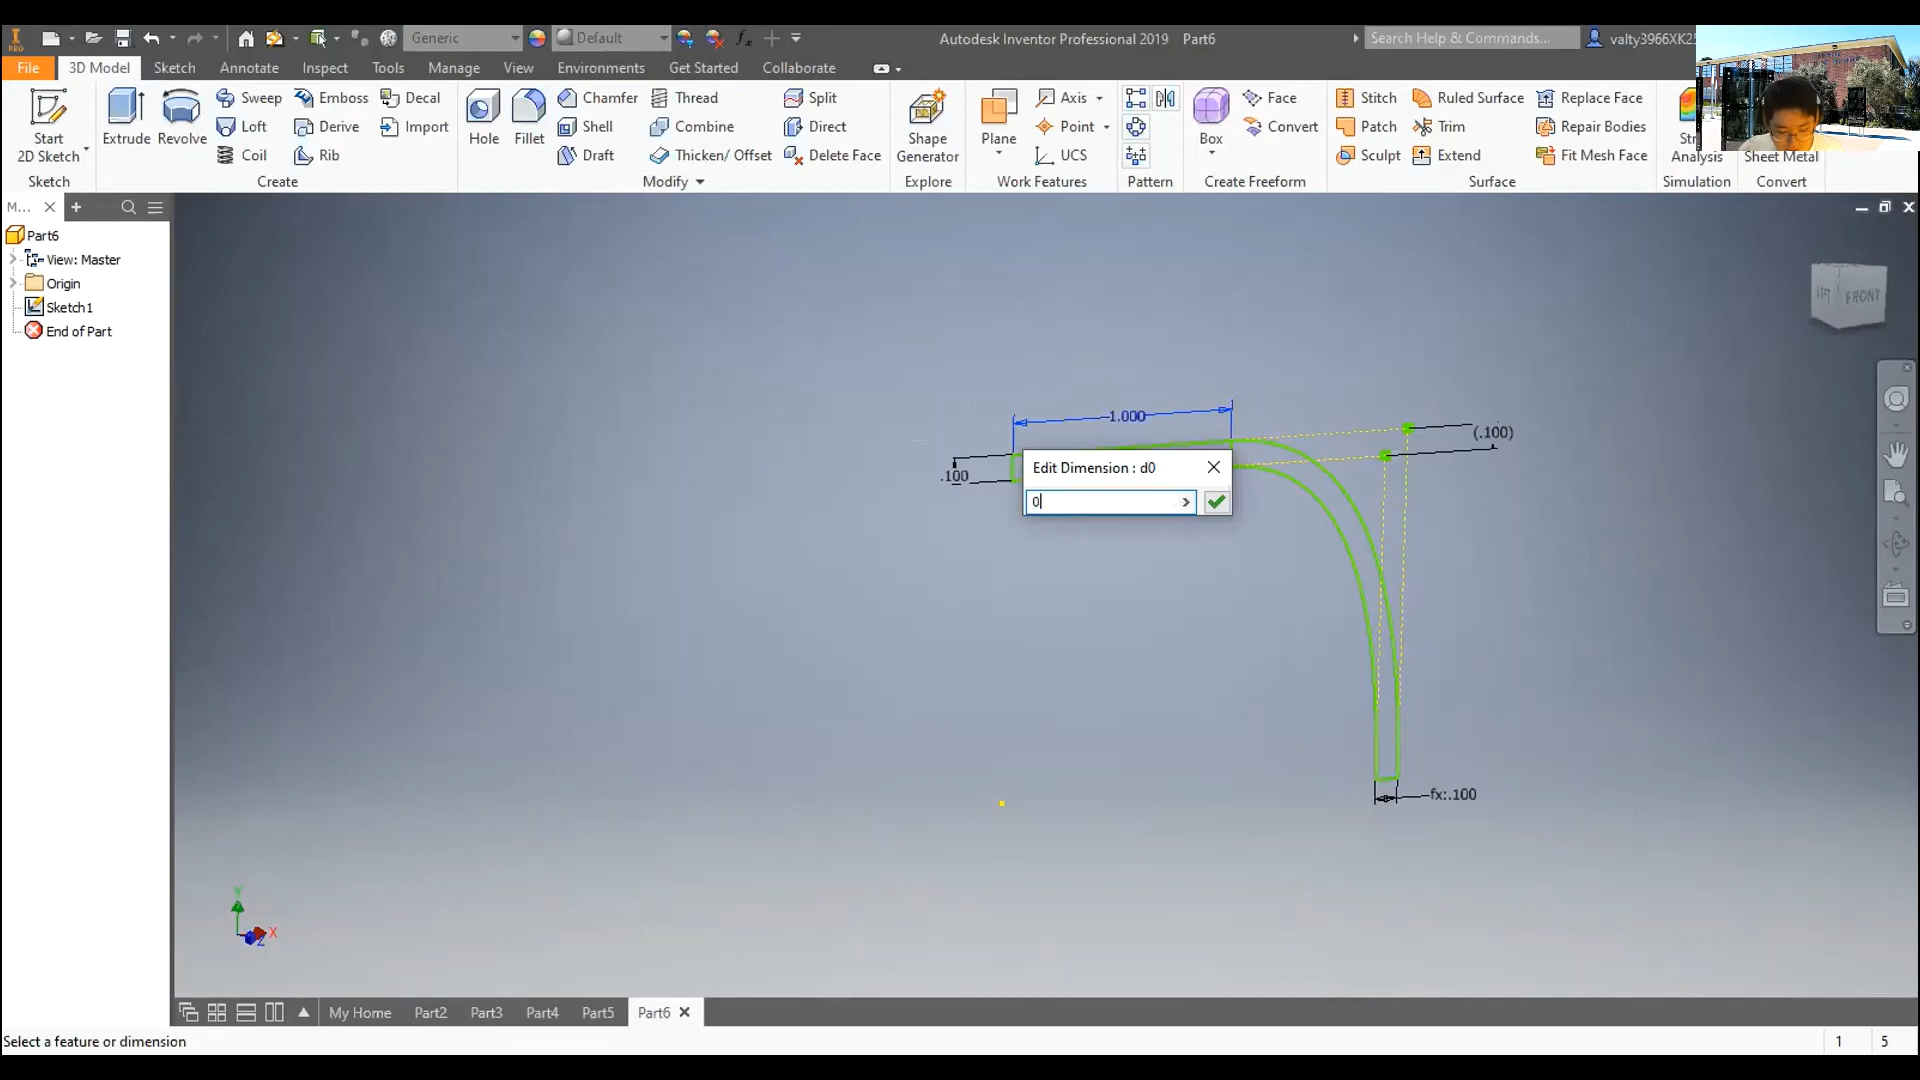 PRO
Generic
Default
Autodesk Inventor Professional 2019 Part6
Search Help & Commands...
File
3D Model
Sketch
Annotate
Inspect
Tools
Manage
View
Environments
Get Started
Collaborate
Start
2D Sketch
Extrude
Revolve
Sweep
Emboss
Decal
Loft
Derive
Import
Coil
Rib
Hole
Fillet
Chamfer
Thread
Split
Shell
Combine
Direct
Draft
Thicken/ Offset
Delete Face
Shape
Generator
Plane
Axis
Point
UCS
Box
Face
Convert
Stitch
Ruled Surface
Replace Face
Patch
Trim
Repair Bodies
Sculpt
Extend
Fit Mesh Face
Analysis
Sheet Metal
Sketch
Create
Modify
Explore
Work Features
Pattern
Create Freeform
Surface
Simulation
Convert
M...
Part6
View: Master
Origin
Sketch1
End of Part
FRONT
1.000
(.100)
.100
Edit Dimension : d0
0
fx:.100
Y
X
Z
My Home
Part2
Part3
Part4
Part5
Part6
Select a feature or dimension
1
5